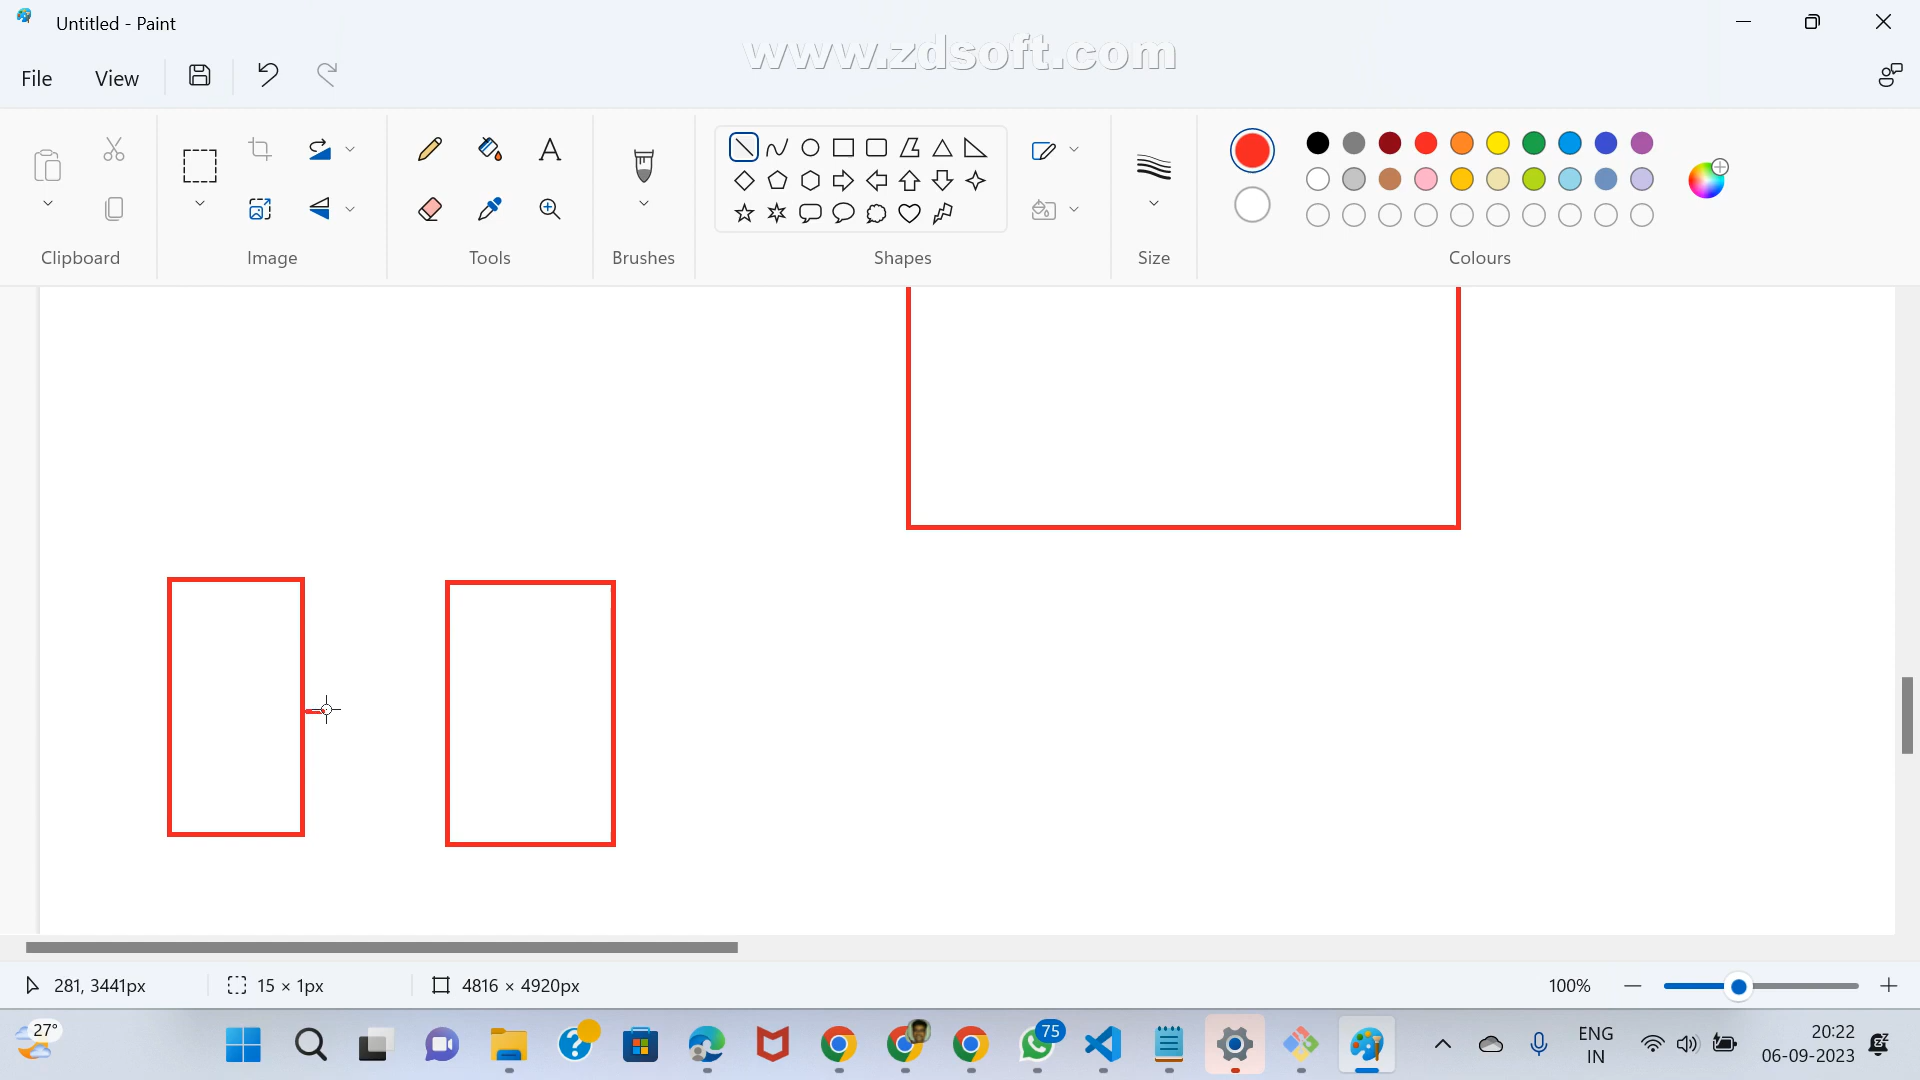 Untitled - Paint
www.zdsoft.com
File View
Clipboard
Image
Tools
Brushes
Shapes
Size
Colours
281, 3441px
15 × 1px
4816 × 4920px
100%
27°
75
ENG
IN
20:22
06-09-2023